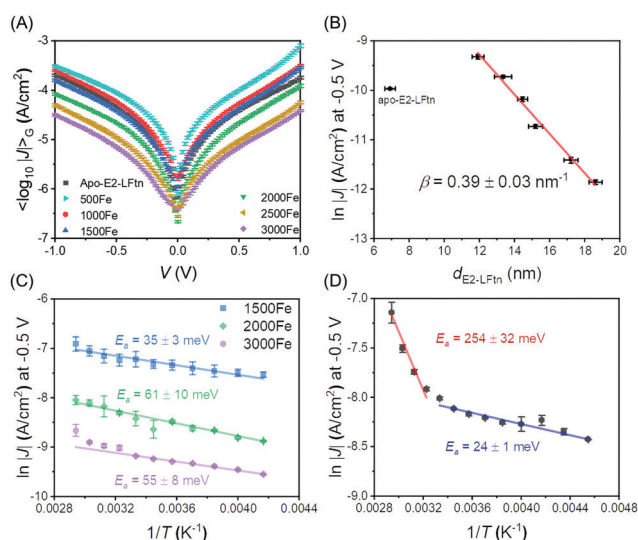 (A)
-3
-4
-5
-6
-7
<log₁₀ |J|>G (A/cm²)
Apo-E2-LFtn
500Fe
1000Fe
1500Fe
2000Fe
2500Fe
3000Fe
-1.0 -0.5 0.0 0.5 1.0
V (V)
(B)
-9
-10
-11
-12
-13
ln |J| (A/cm²) at -0.5 V
apo-E2-LFtn
β = 0.39 ± 0.03 nm⁻¹
6 8 10 12 14 16 18 20
dE2-LFtn (nm)
(C)
-6
-7
-8
-9
-10
ln |J| (A/cm²) at -0.5 V
1500Fe
2000Fe
3000Fe
Ea = 35 ± 3 meV
Ea = 61 ± 10 meV
Ea = 55 ± 8 meV
0.0028 0.0032 0.0036 0.0040 0.0044
1/T (K⁻¹)
(D)
-7.0
-7.5
-8.0
-8.5
-9.0
ln |J| (A/cm²) at -0.5 V
Ea = 254 ± 32 meV
Ea = 24 ± 1 meV
0.0028 0.0032 0.0036 0.0040 0.0044 0.0048
1/T (K⁻¹)